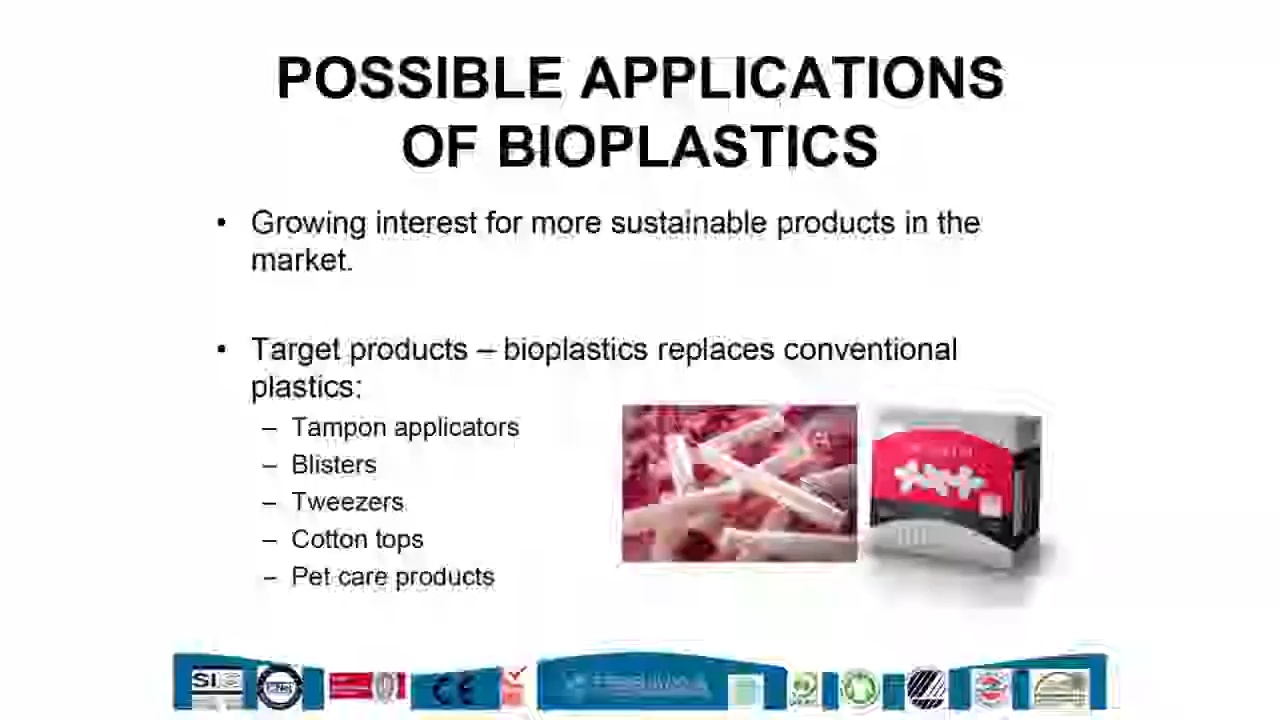 POSSIBLE APPLICATIONS
OF BIOPLASTICS
• Growing interest for more sustainable products in the
market.
• Target products – bioplastics replaces conventional
plastics:
– Tampon applicators
– Blisters
– Tweezers
– Cotton tops
– Pet care products
CE